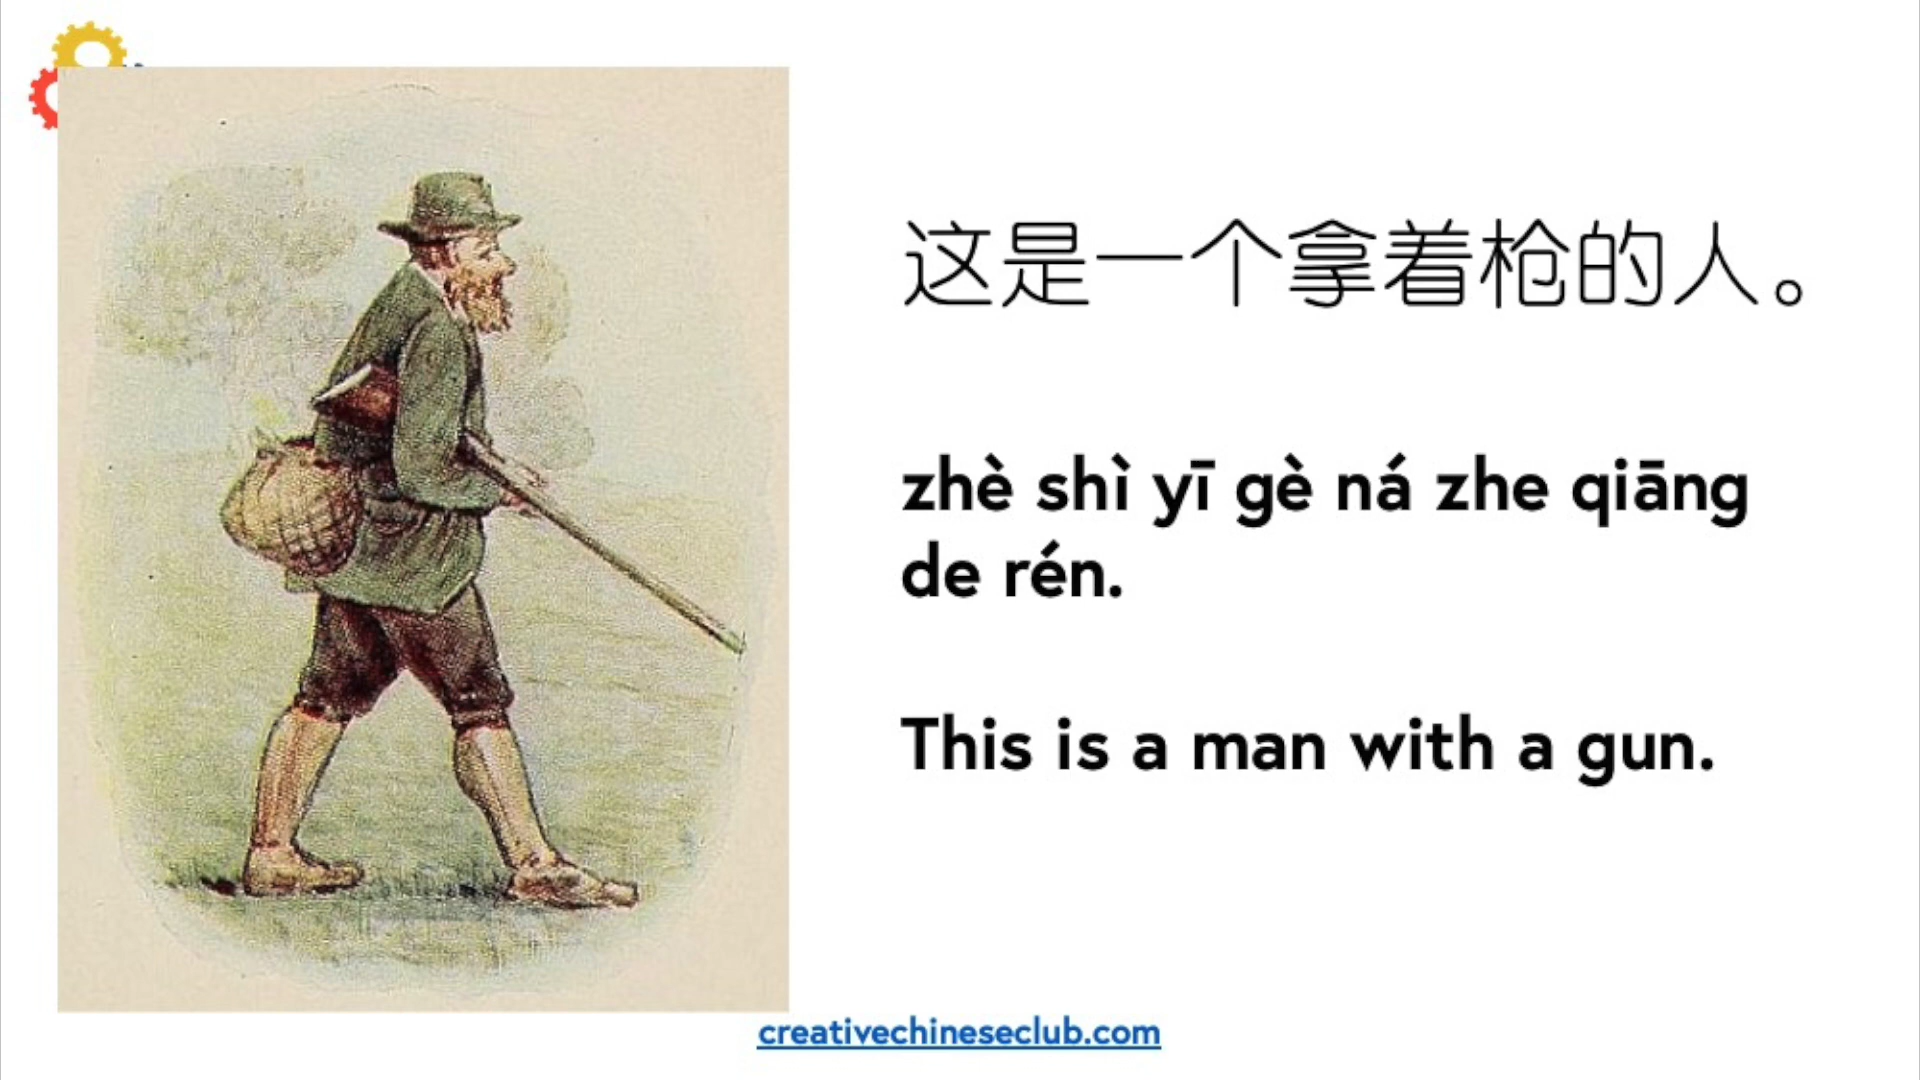 这是一个拿着枪的人。
zhè shì yī gè ná zhe qiāng
de rén.
This is a man with a gun.
creativechineseclub.com